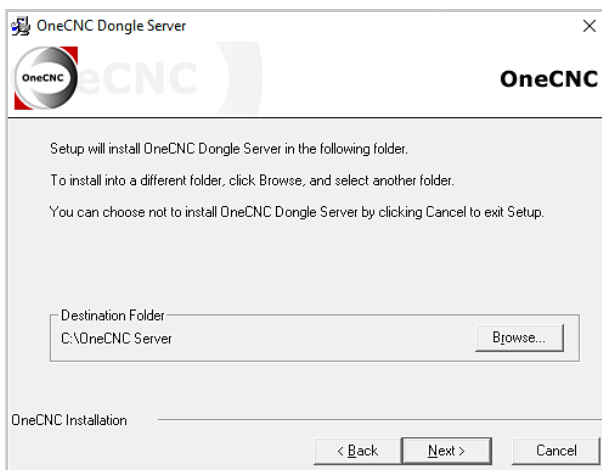 OneCNC Dongle Server
OneCNC
eCNC
OneCNC
Setup will install OneCNC Dongle Server in the following folder.
To install into a different folder, click Browse, and select another folder.
You can choose not to install OneCNC Dongle Server by clicking Cancel to exit Setup.
Destination Folder
C:\OneCNC Server
Browse...
OneCNC Installation
< Back
Next >
Cancel